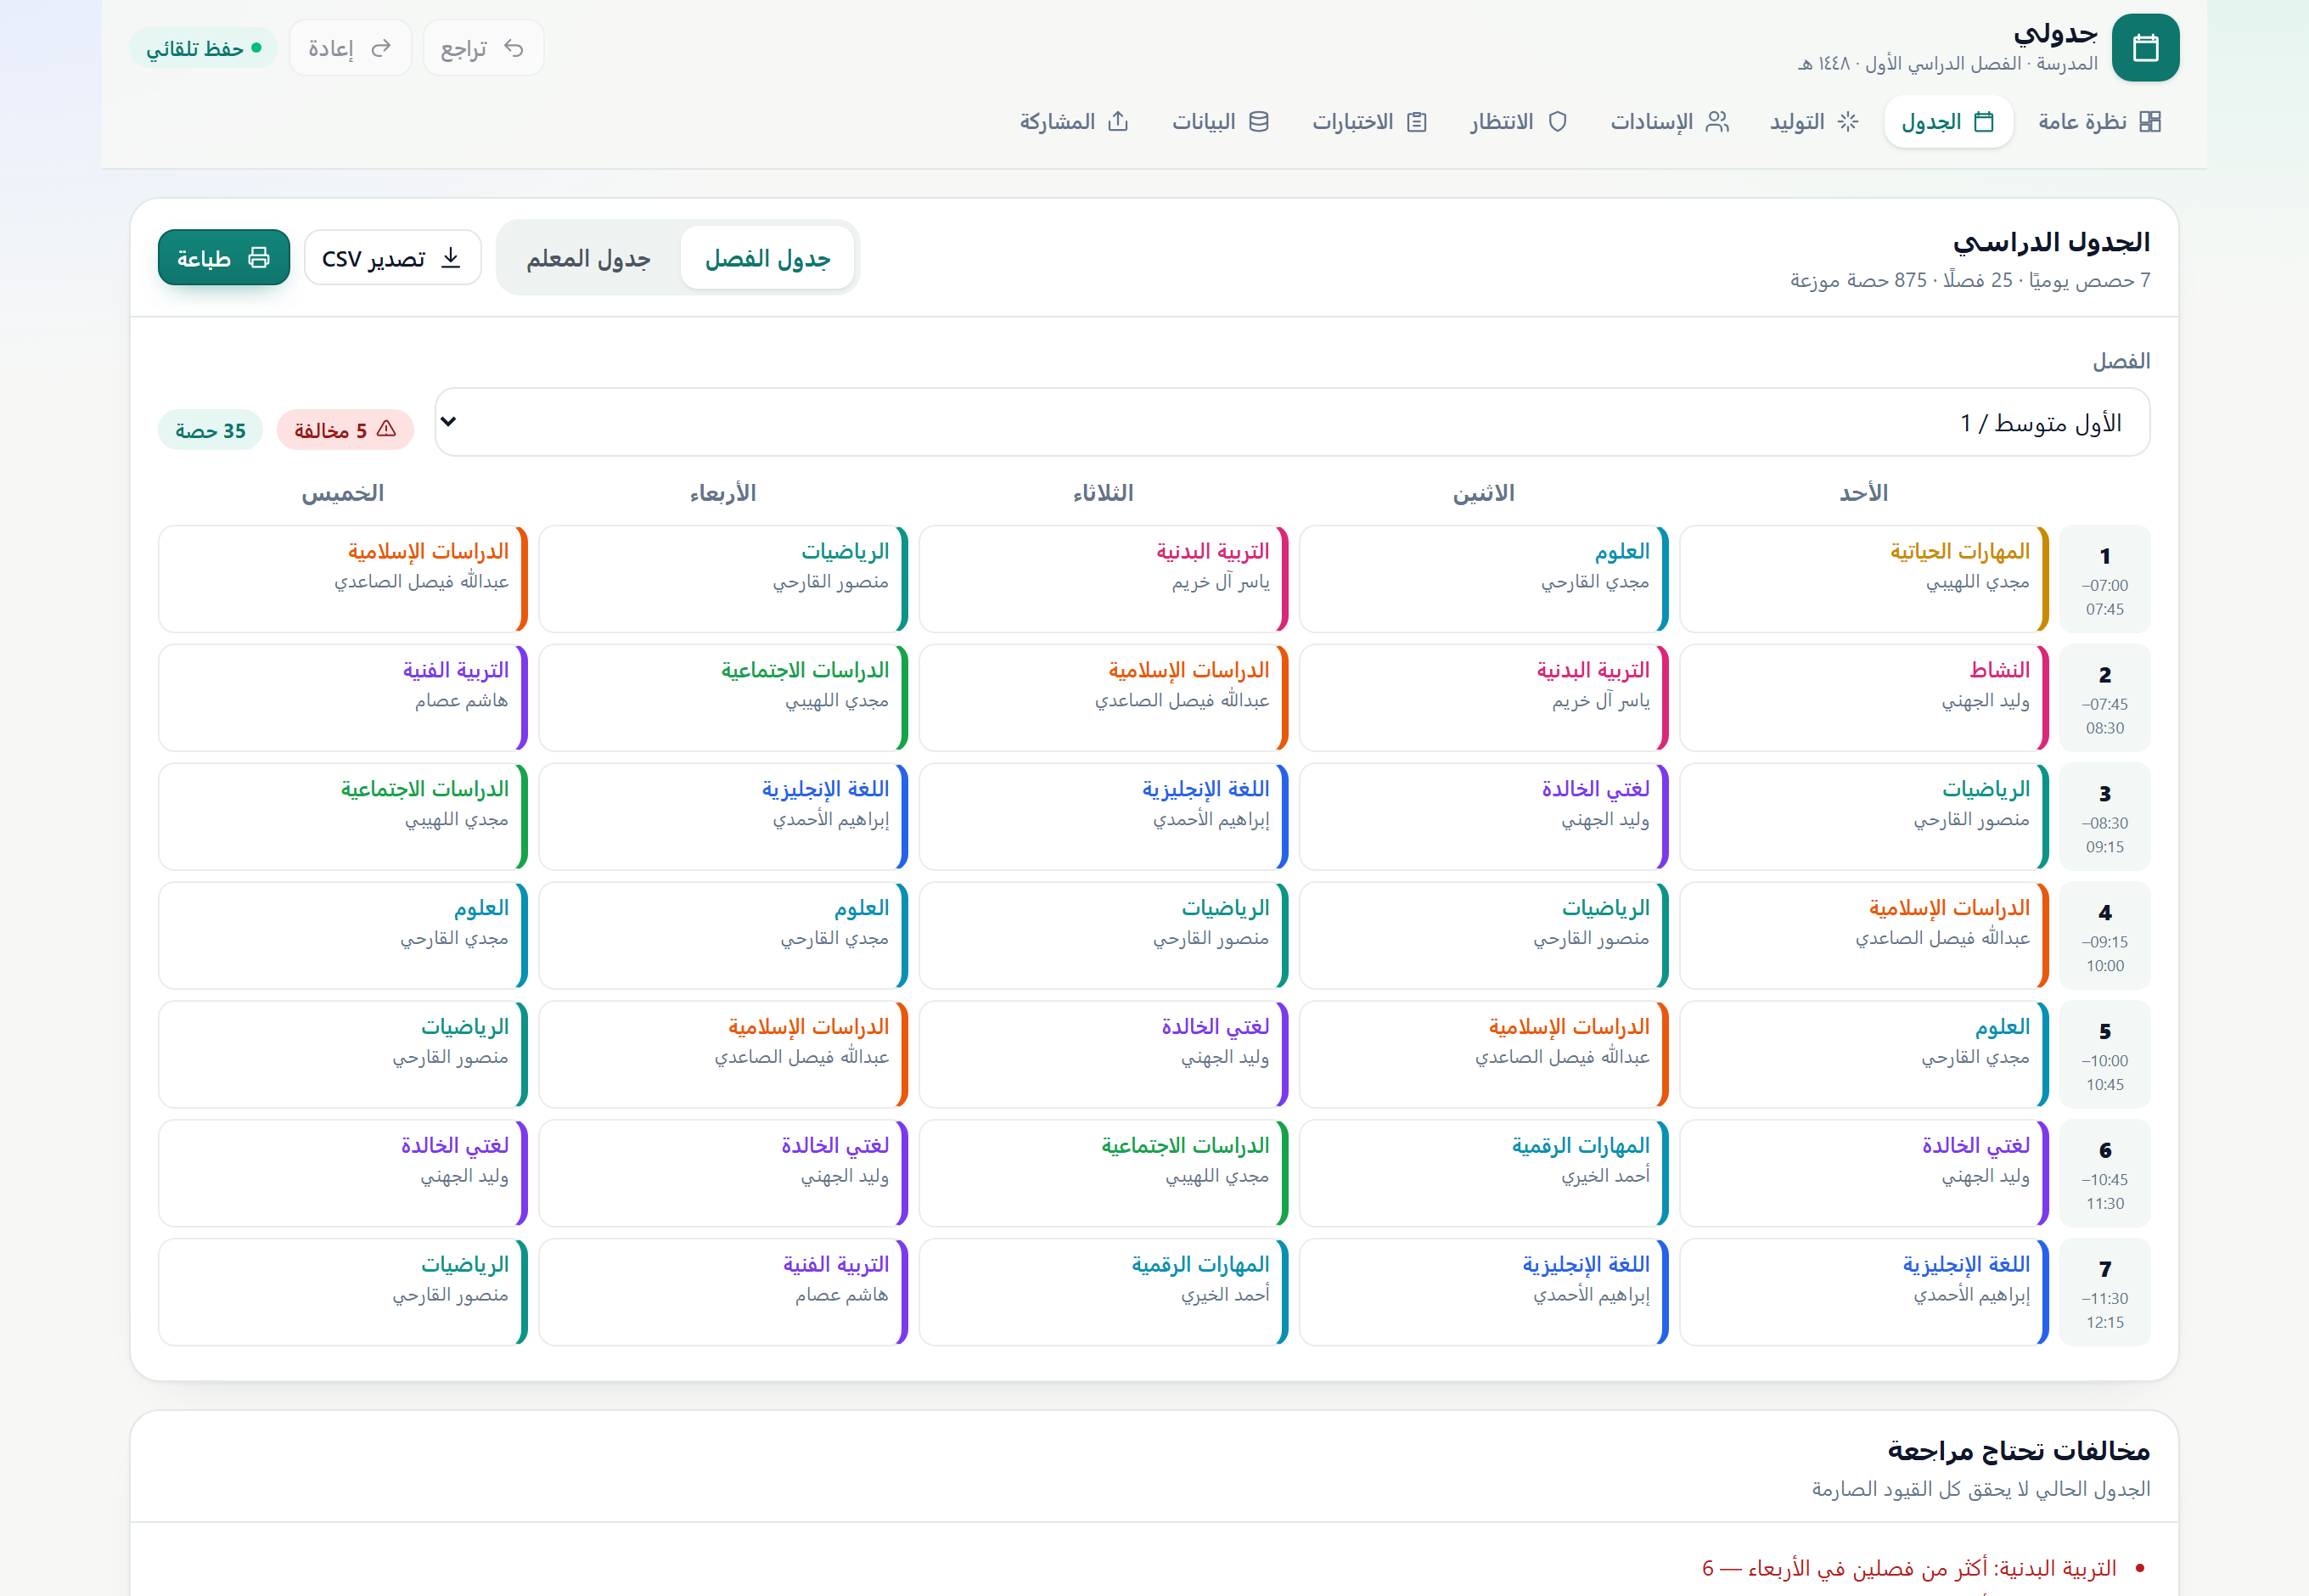 جدولي
المدرسة · الفصل الدراسي الأول · ١٤٤٨ هـ
تراجع
إعادة
حفظ تلقائي
نظرة عامة
الجدول
التوليد
الإسنادات
الانتظار
الاختبارات
البيانات
المشاركة
الجدول الدراسي
7 حصص يوميًا · 25 فصلًا · 875 حصة موزعة
جدول الفصل
جدول المعلم
تصدير CSV
طباعة
الفصل
الأول متوسط / 1
5 مخالفة
35 حصة
الأحد
الاثنين
الثلاثاء
الأربعاء
الخميس
1
07:00–
07:45
المهارات الحياتية
مجدي اللهيبي
العلوم
مجدي القارحي
التربية البدنية
ياسر آل خريم
الرياضيات
منصور القارحي
الدراسات الإسلامية
عبدالله فيصل الصاعدي
2
07:45–
08:30
النشاط
وليد الجهني
التربية البدنية
ياسر آل خريم
الدراسات الإسلامية
عبدالله فيصل الصاعدي
الدراسات الاجتماعية
مجدي اللهيبي
التربية الفنية
هاشم عصام
3
08:30–
09:15
الرياضيات
منصور القارحي
لغتي الخالدة
وليد الجهني
اللغة الإنجليزية
إبراهيم الأحمدي
اللغة الإنجليزية
إبراهيم الأحمدي
الدراسات الاجتماعية
مجدي اللهيبي
4
09:15–
10:00
الدراسات الإسلامية
عبدالله فيصل الصاعدي
الرياضيات
منصور القارحي
الرياضيات
منصور القارحي
العلوم
مجدي القارحي
العلوم
مجدي القارحي
5
10:00–
10:45
العلوم
مجدي القارحي
الدراسات الإسلامية
عبدالله فيصل الصاعدي
لغتي الخالدة
وليد الجهني
الدراسات الإسلامية
عبدالله فيصل الصاعدي
الرياضيات
منصور القارحي
6
10:45–
11:30
لغتي الخالدة
وليد الجهني
المهارات الرقمية
أحمد الخيري
الدراسات الاجتماعية
مجدي اللهيبي
لغتي الخالدة
وليد الجهني
لغتي الخالدة
وليد الجهني
7
11:30–
12:15
اللغة الإنجليزية
إبراهيم الأحمدي
اللغة الإنجليزية
إبراهيم الأحمدي
المهارات الرقمية
أحمد الخيري
التربية الفنية
هاشم عصام
الرياضيات
منصور القارحي
مخالفات تحتاج مراجعة
الجدول الحالي لا يحقق كل القيود الصارمة
التربية البدنية: أكثر من فصلين في الأربعاء — 6